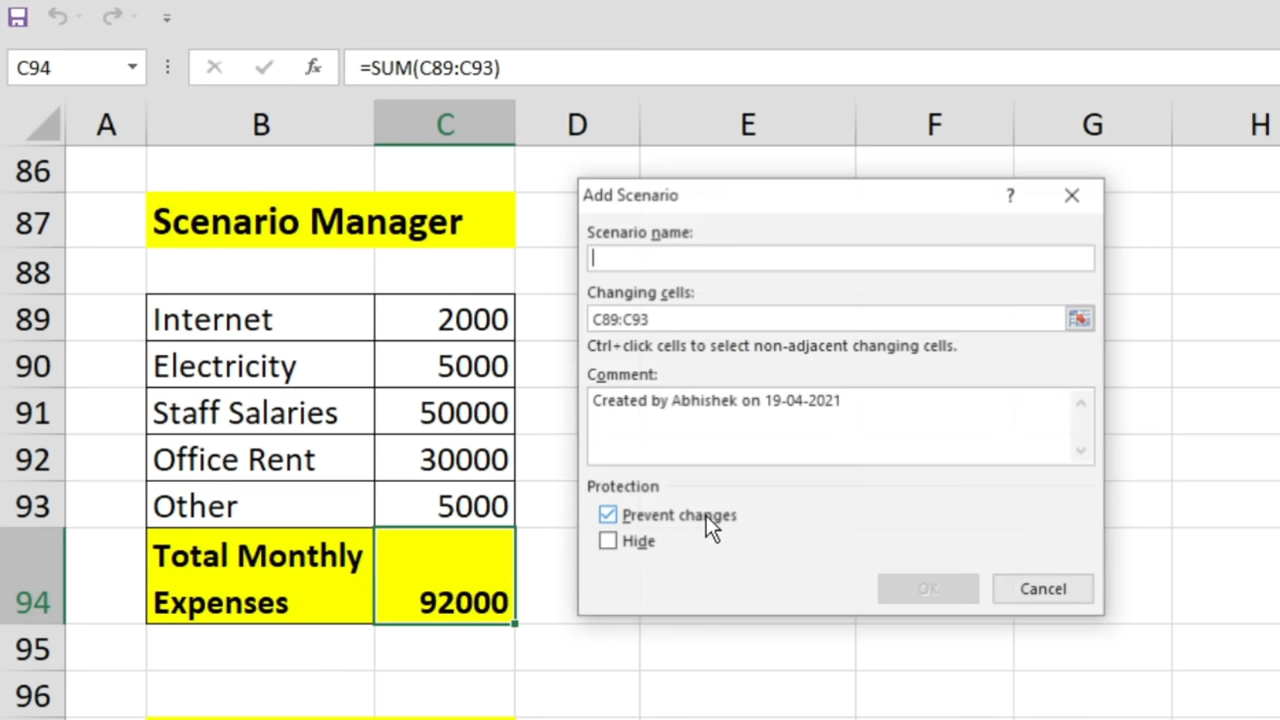 C94
fx
=SUM(C89:C93)
A B C D E F G H
86
87 Scenario Manager
88
89 Internet 2000
90 Electricity 5000
91 Staff Salaries 50000
92 Office Rent 30000
93 Other 5000
Total Monthly
94 Expenses 92000
95
96
Add Scenario ?
Scenario name:
Changing cells:
C89:C93
Ctrl+click cells to select non-adjacent changing cells.
Comment:
Created by Abhishek on 19-04-2021
Protection
Prevent changes
Hide
OK Cancel